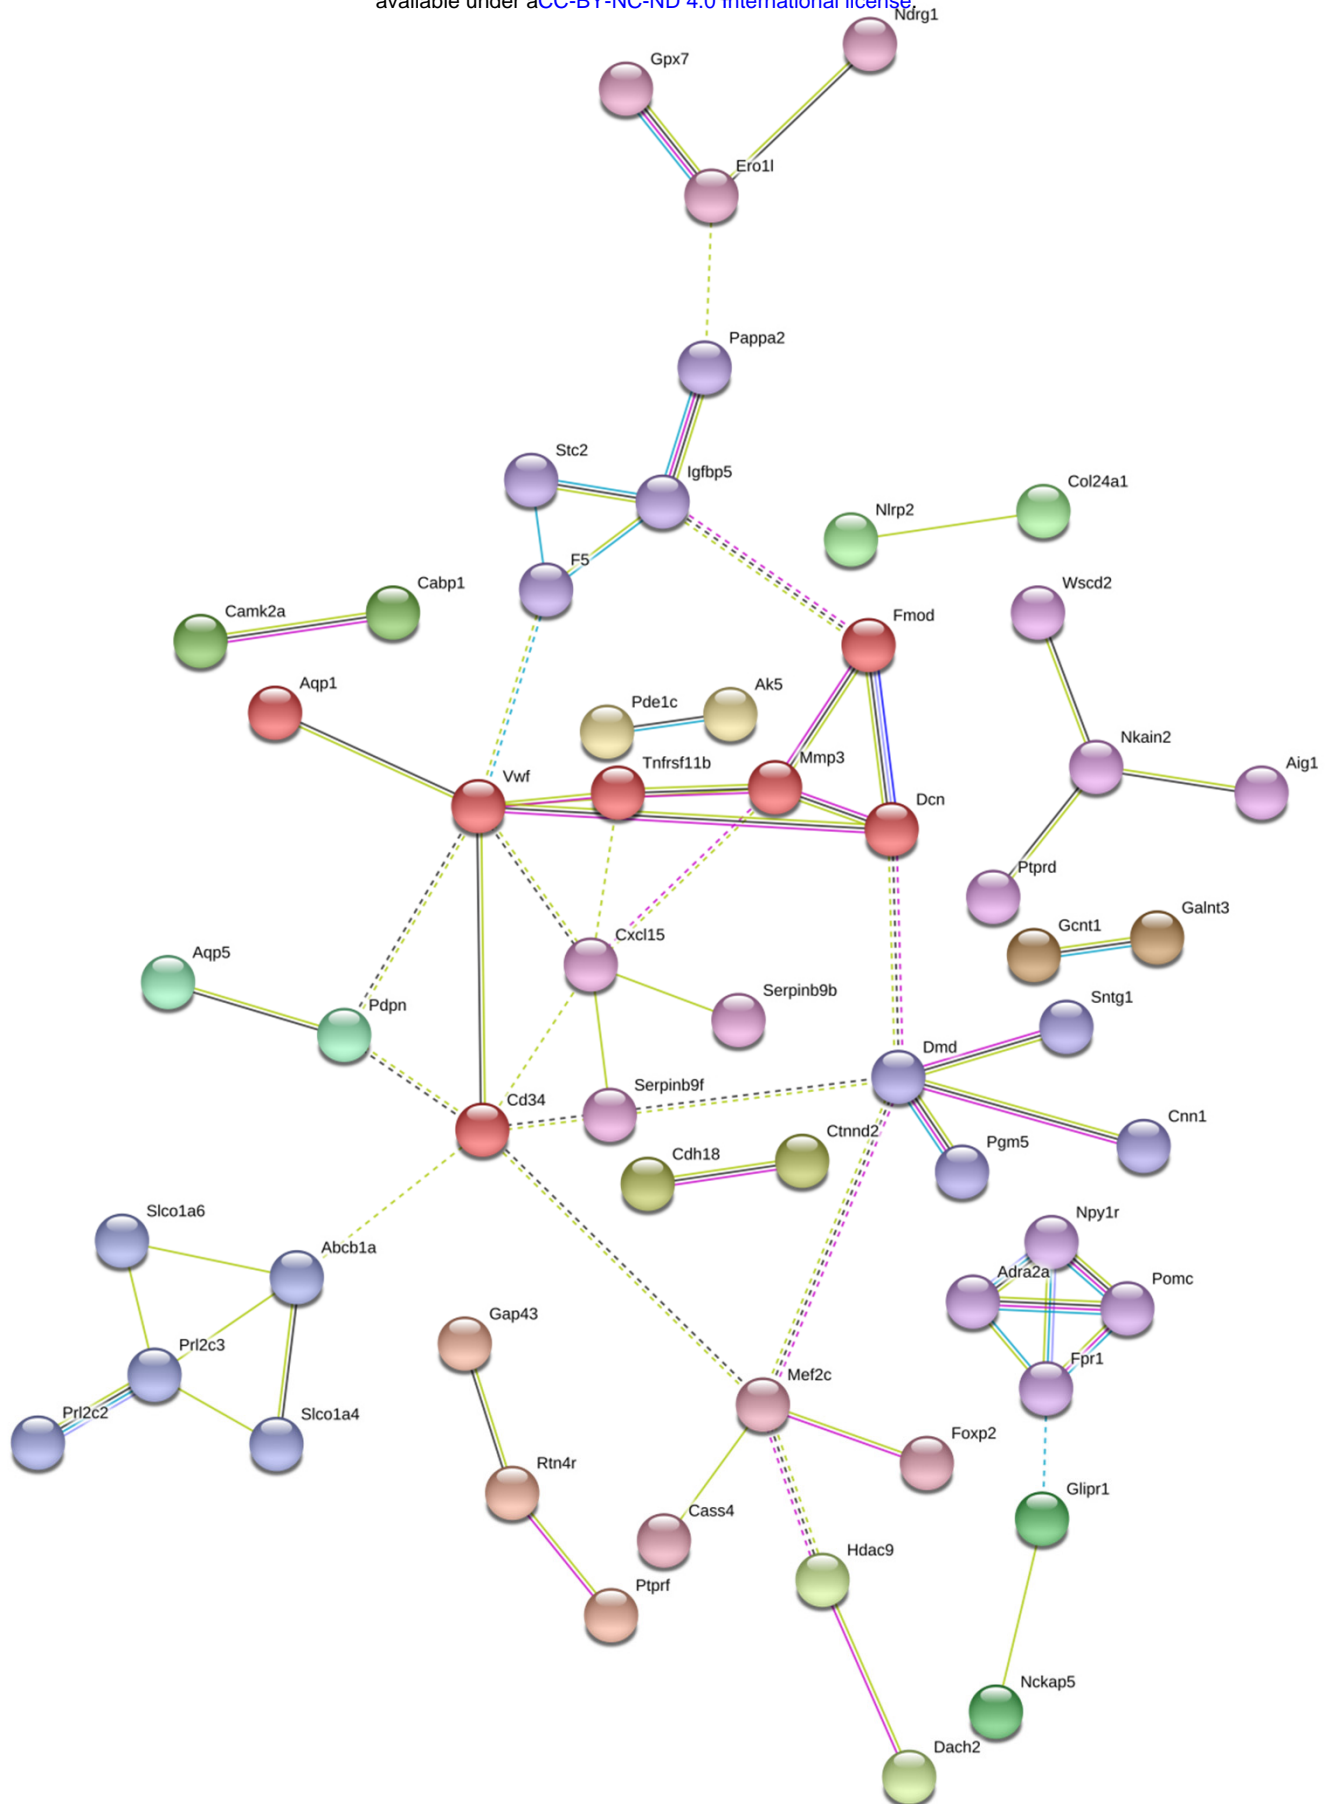 available under aCC-BY-NC-ND 4.0 International license.
Ndrg1
Gpx7
Ero1l
Pappa2
Stc2
Igfbp5
Col24a1
Nlrp2
F5
Cabp1
Wscd2
Camk2a
Fmod
Aqp1
Ak5
Pde1c
Nkain2
Tnfrsf11b
Mmp3
Aig1
Vwf
Dcn
Ptprd
Galnt3
Gcnt1
Cxcl15
Aqp5
Serpinb9b
Sntg1
Pdpn
Dmd
Serpinb9f
Cd34
Cnn1
Ctnnd2
Pgm5
Cdh18
Slco1a6
Npy1r
Abcb1a
Adra2a
Pomc
Gap43
Prl2c3
Fpr1
Mef2c
Prl2c2
Slco1a4
Foxp2
Rtn4r
Glipr1
Cass4
Hdac9
Ptprf
Nckap5
Dach2